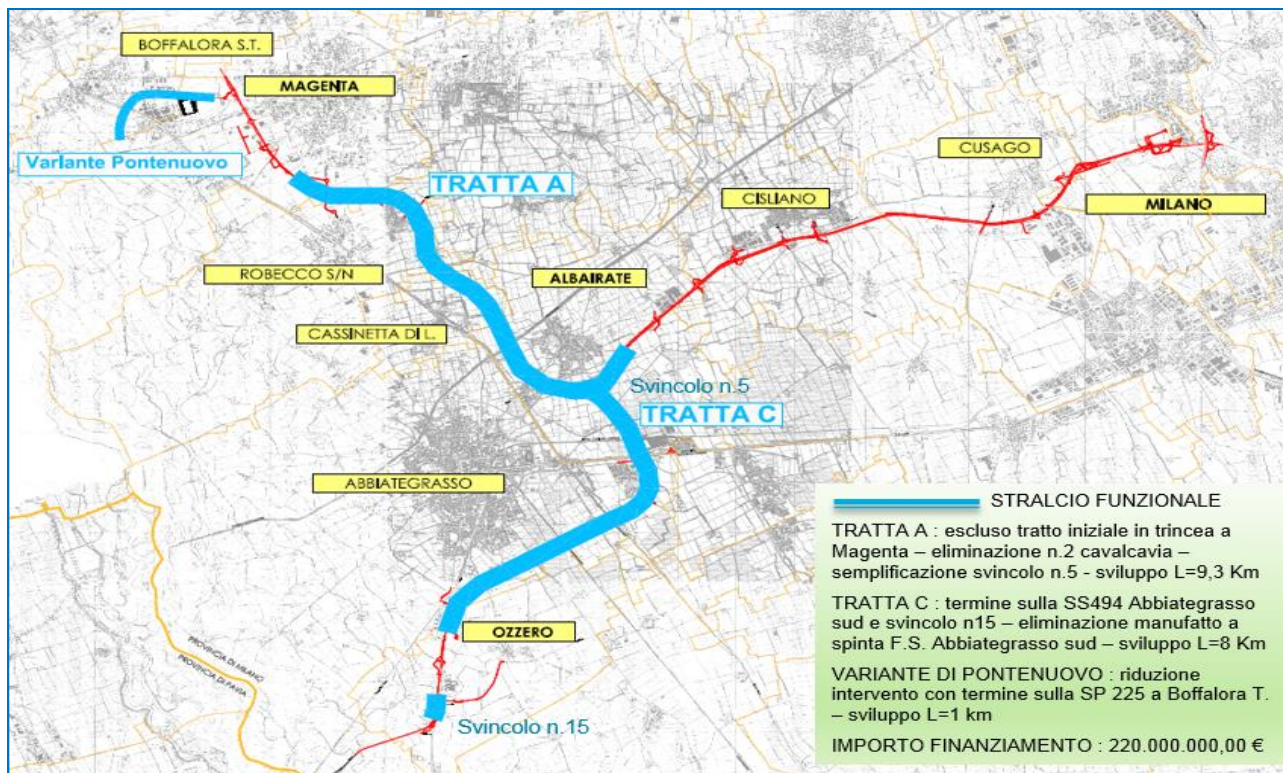 BOFFALORA S.T.
MAGENTA
Variante Pontenuovo
TRATTA A
CUSAGO
CISLIANO
MILANO
ROBECCO S/N
ALBAIRATE
CASSINETTA DI L.
Svincolo n.5
TRATTA C
ABBIATEGRASSO
OZZERO
PROVINCIA DI MILANO
PROVINCIA DI PAVIA
Svincolo n.15
STRALCIO FUNZIONALE
TRATTA A : escluso tratto iniziale in trincea a
Magenta – eliminazione n.2 cavalcavia –
semplificazione svincolo n.5 - sviluppo L=9,3 Km
TRATTA C : termine sulla SS494 Abbiategrasso
sud e svincolo n15 – eliminazione manufatto a
spinta F.S. Abbiategrasso sud – sviluppo L=8 Km
VARIANTE DI PONTENUOVO : riduzione
intervento con termine sulla SP 225 a Boffalora T.
– sviluppo L=1 km
IMPORTO FINANZIAMENTO : 220.000.000,00 €